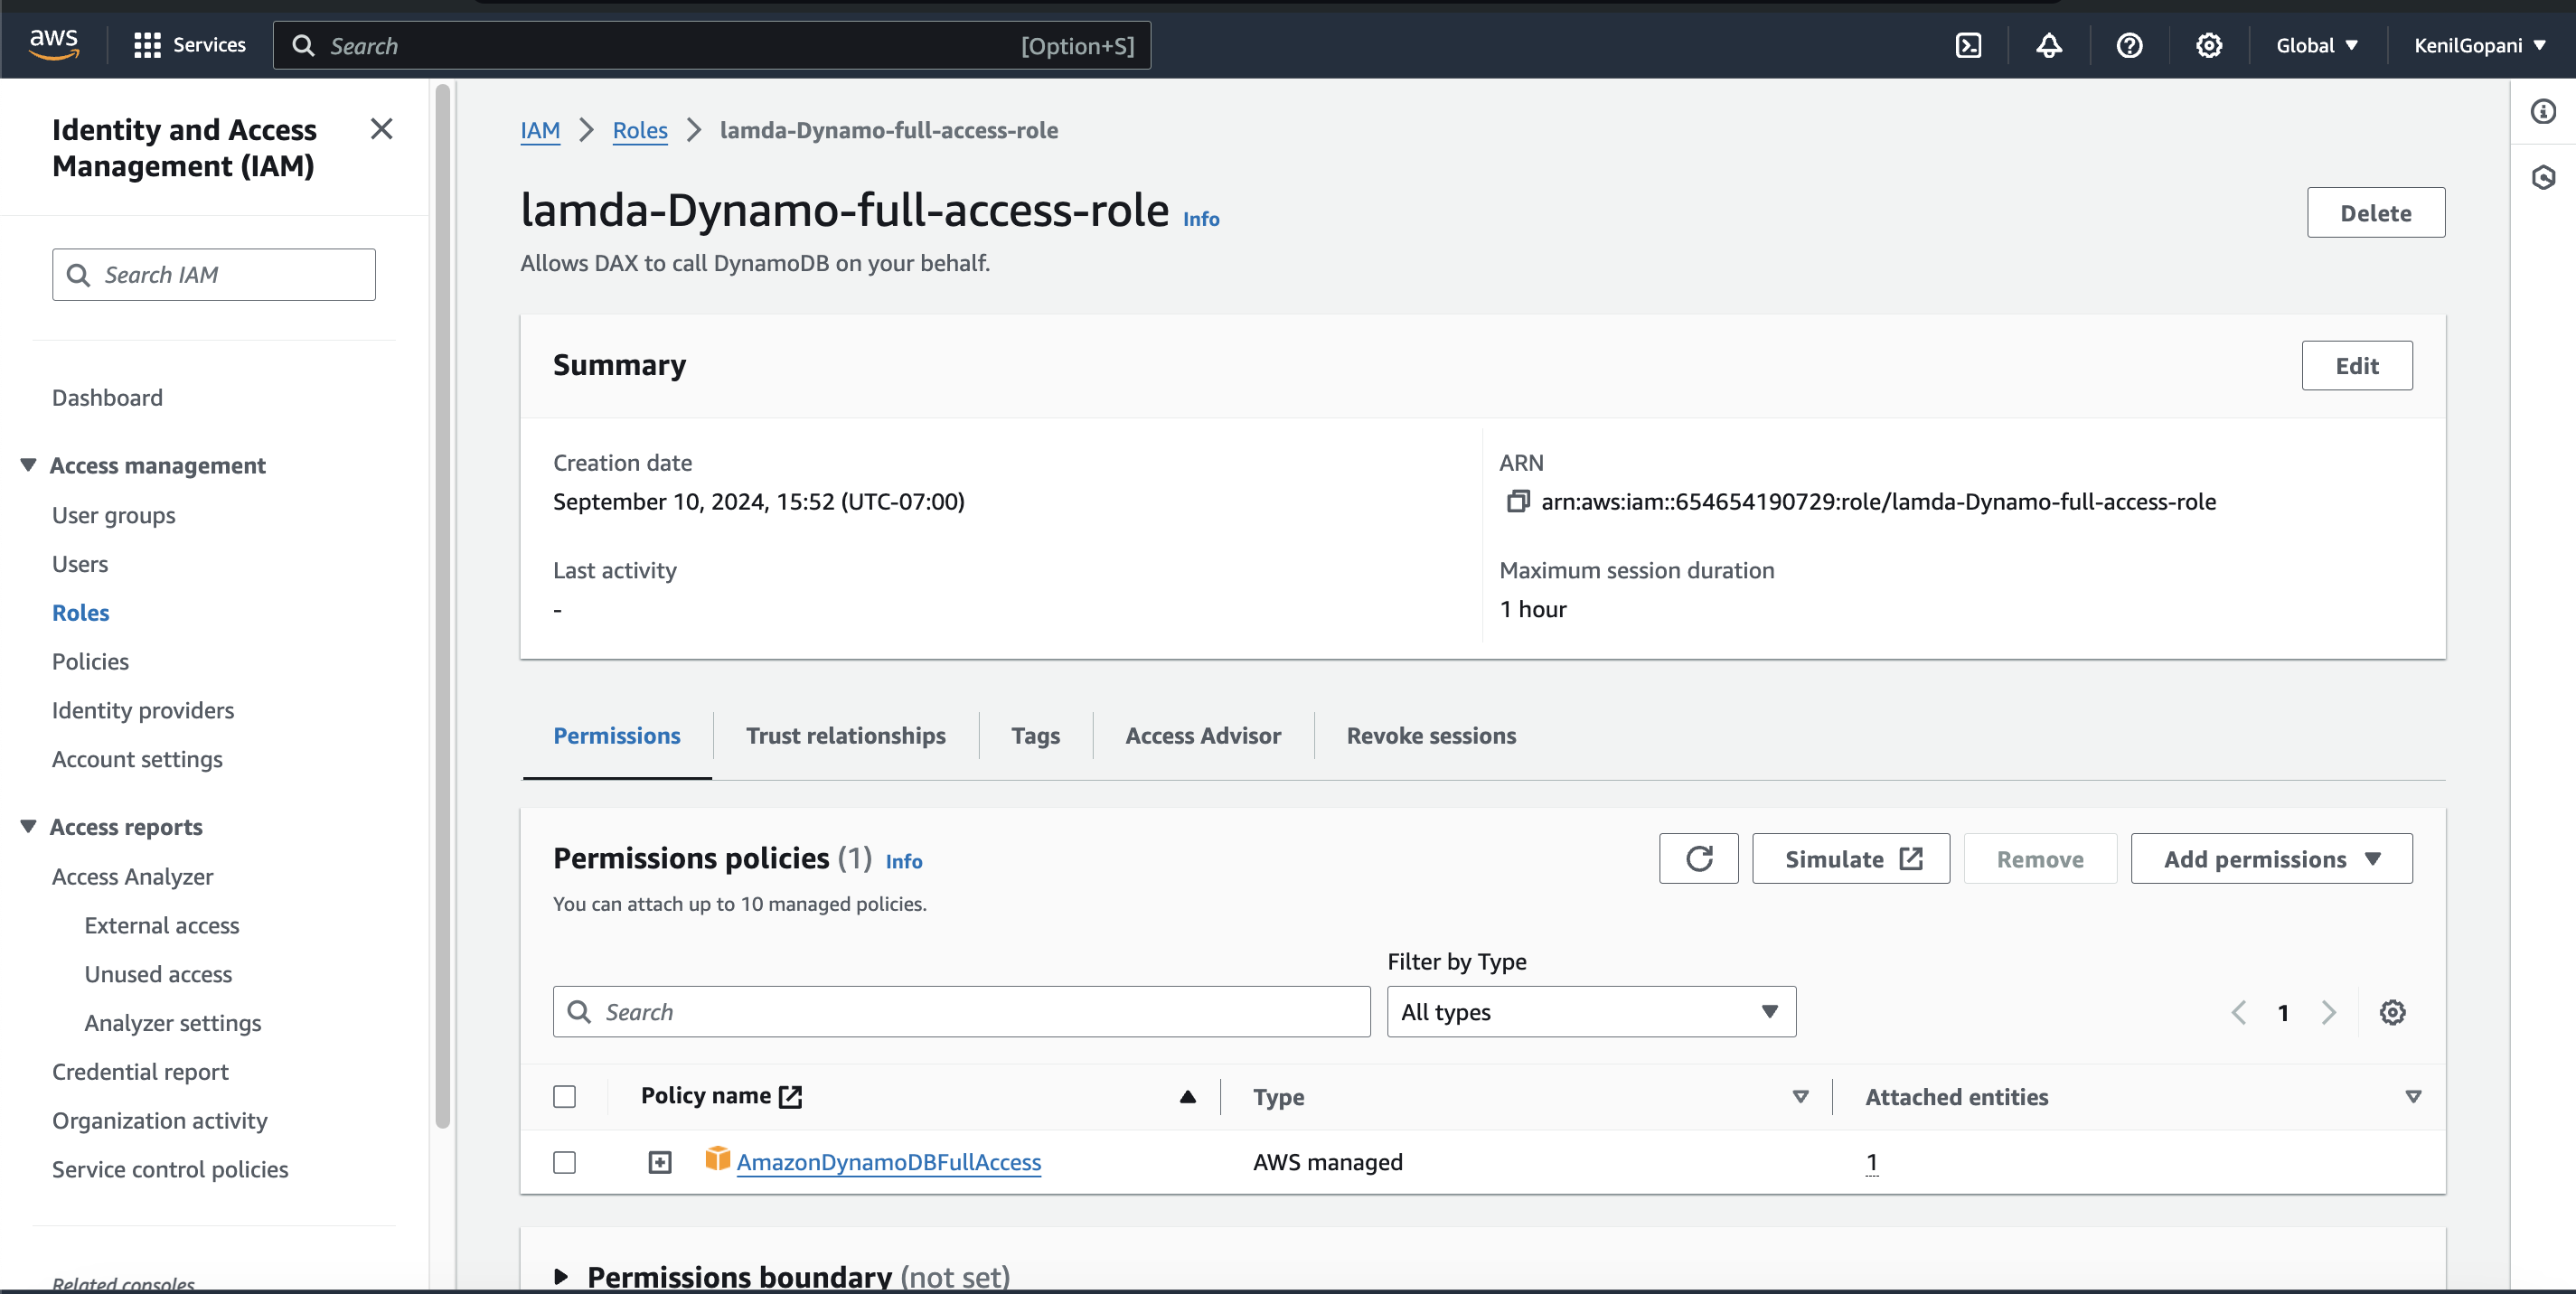 aws
Services
Search
[Option+S]
Global
KenilGopani
Identity and Access
Management (IAM)
Search IAM
Dashboard
Access management
User groups
Users
Roles
Policies
Identity providers
Account settings
Access reports
Access Analyzer
External access
Unused access
Analyzer settings
Credential report
Organization activity
Service control policies
Related consoles
IAM > Roles > lamda-Dynamo-full-access-role
lamda-Dynamo-full-access-role Info
Delete
Allows DAX to call DynamoDB on your behalf.
Summary
Edit
Creation date
September 10, 2024, 15:52 (UTC-07:00)
ARN
arn:aws:iam::654654190729:role/lamda-Dynamo-full-access-role
Last activity
-
Maximum session duration
1 hour
Permissions
Trust relationships
Tags
Access Advisor
Revoke sessions
Permissions policies (1) Info
You can attach up to 10 managed policies.
Simulate
Remove
Add permissions
Filter by Type
Search
All types
1
Policy name
Type
Attached entities
AmazonDynamoDBFullAccess
AWS managed
1
Permissions boundary (not set)